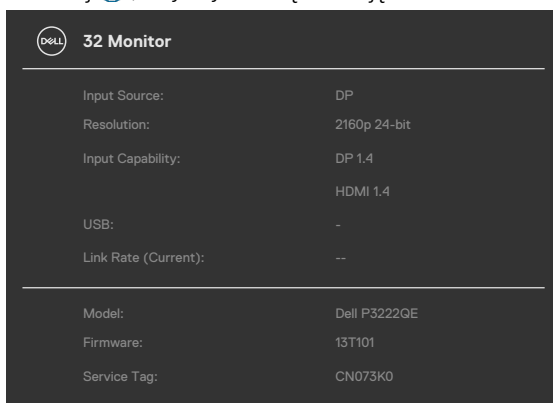 DELL
32 Monitor
Input Source: DP
Resolution: 2160p 24-bit
Input Capability: DP 1.4
HDMI 1.4
USB: -
Link Rate (Current): --
Model: Dell P3222QE
Firmware: 13T101
Service Tag: CN073K0